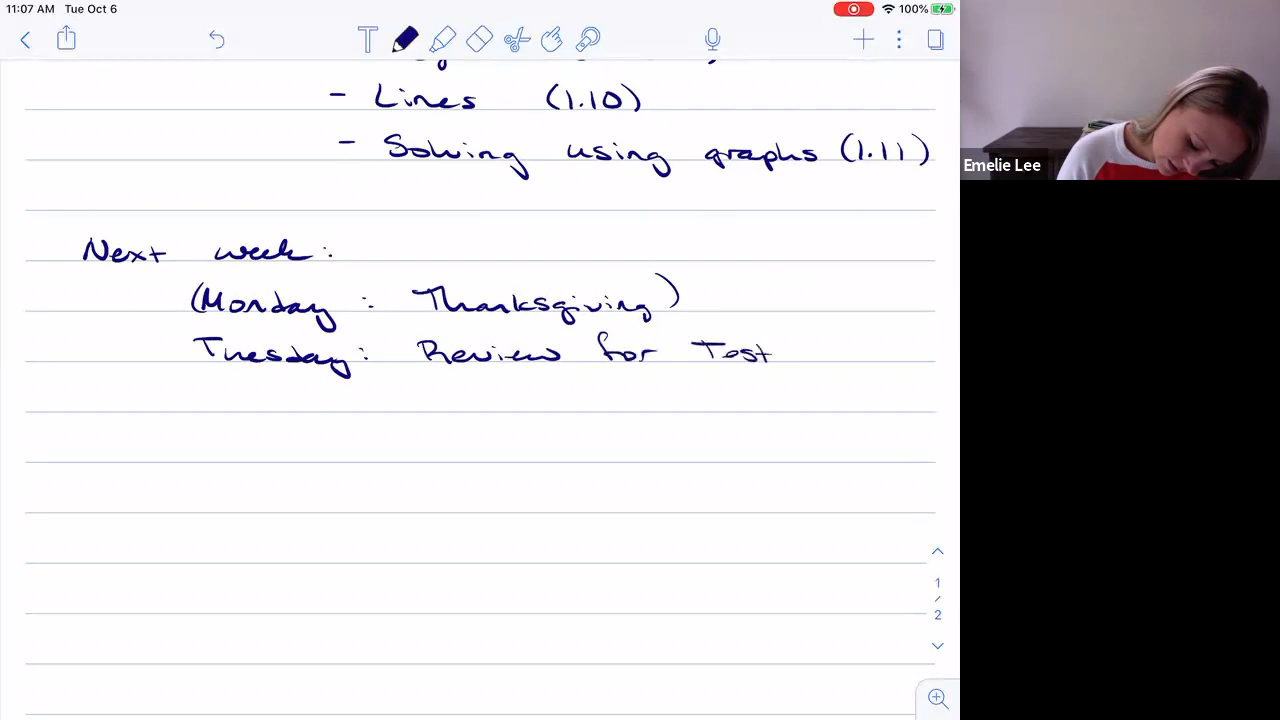 11:07 AM Tue Oct 6
100%
- Lines (1.10)
- Solving using graphs (1.11)
Emelie Lee
Next week:
(Monday : Thanksgiving)
Tuesday: Review for Test
1
/
2